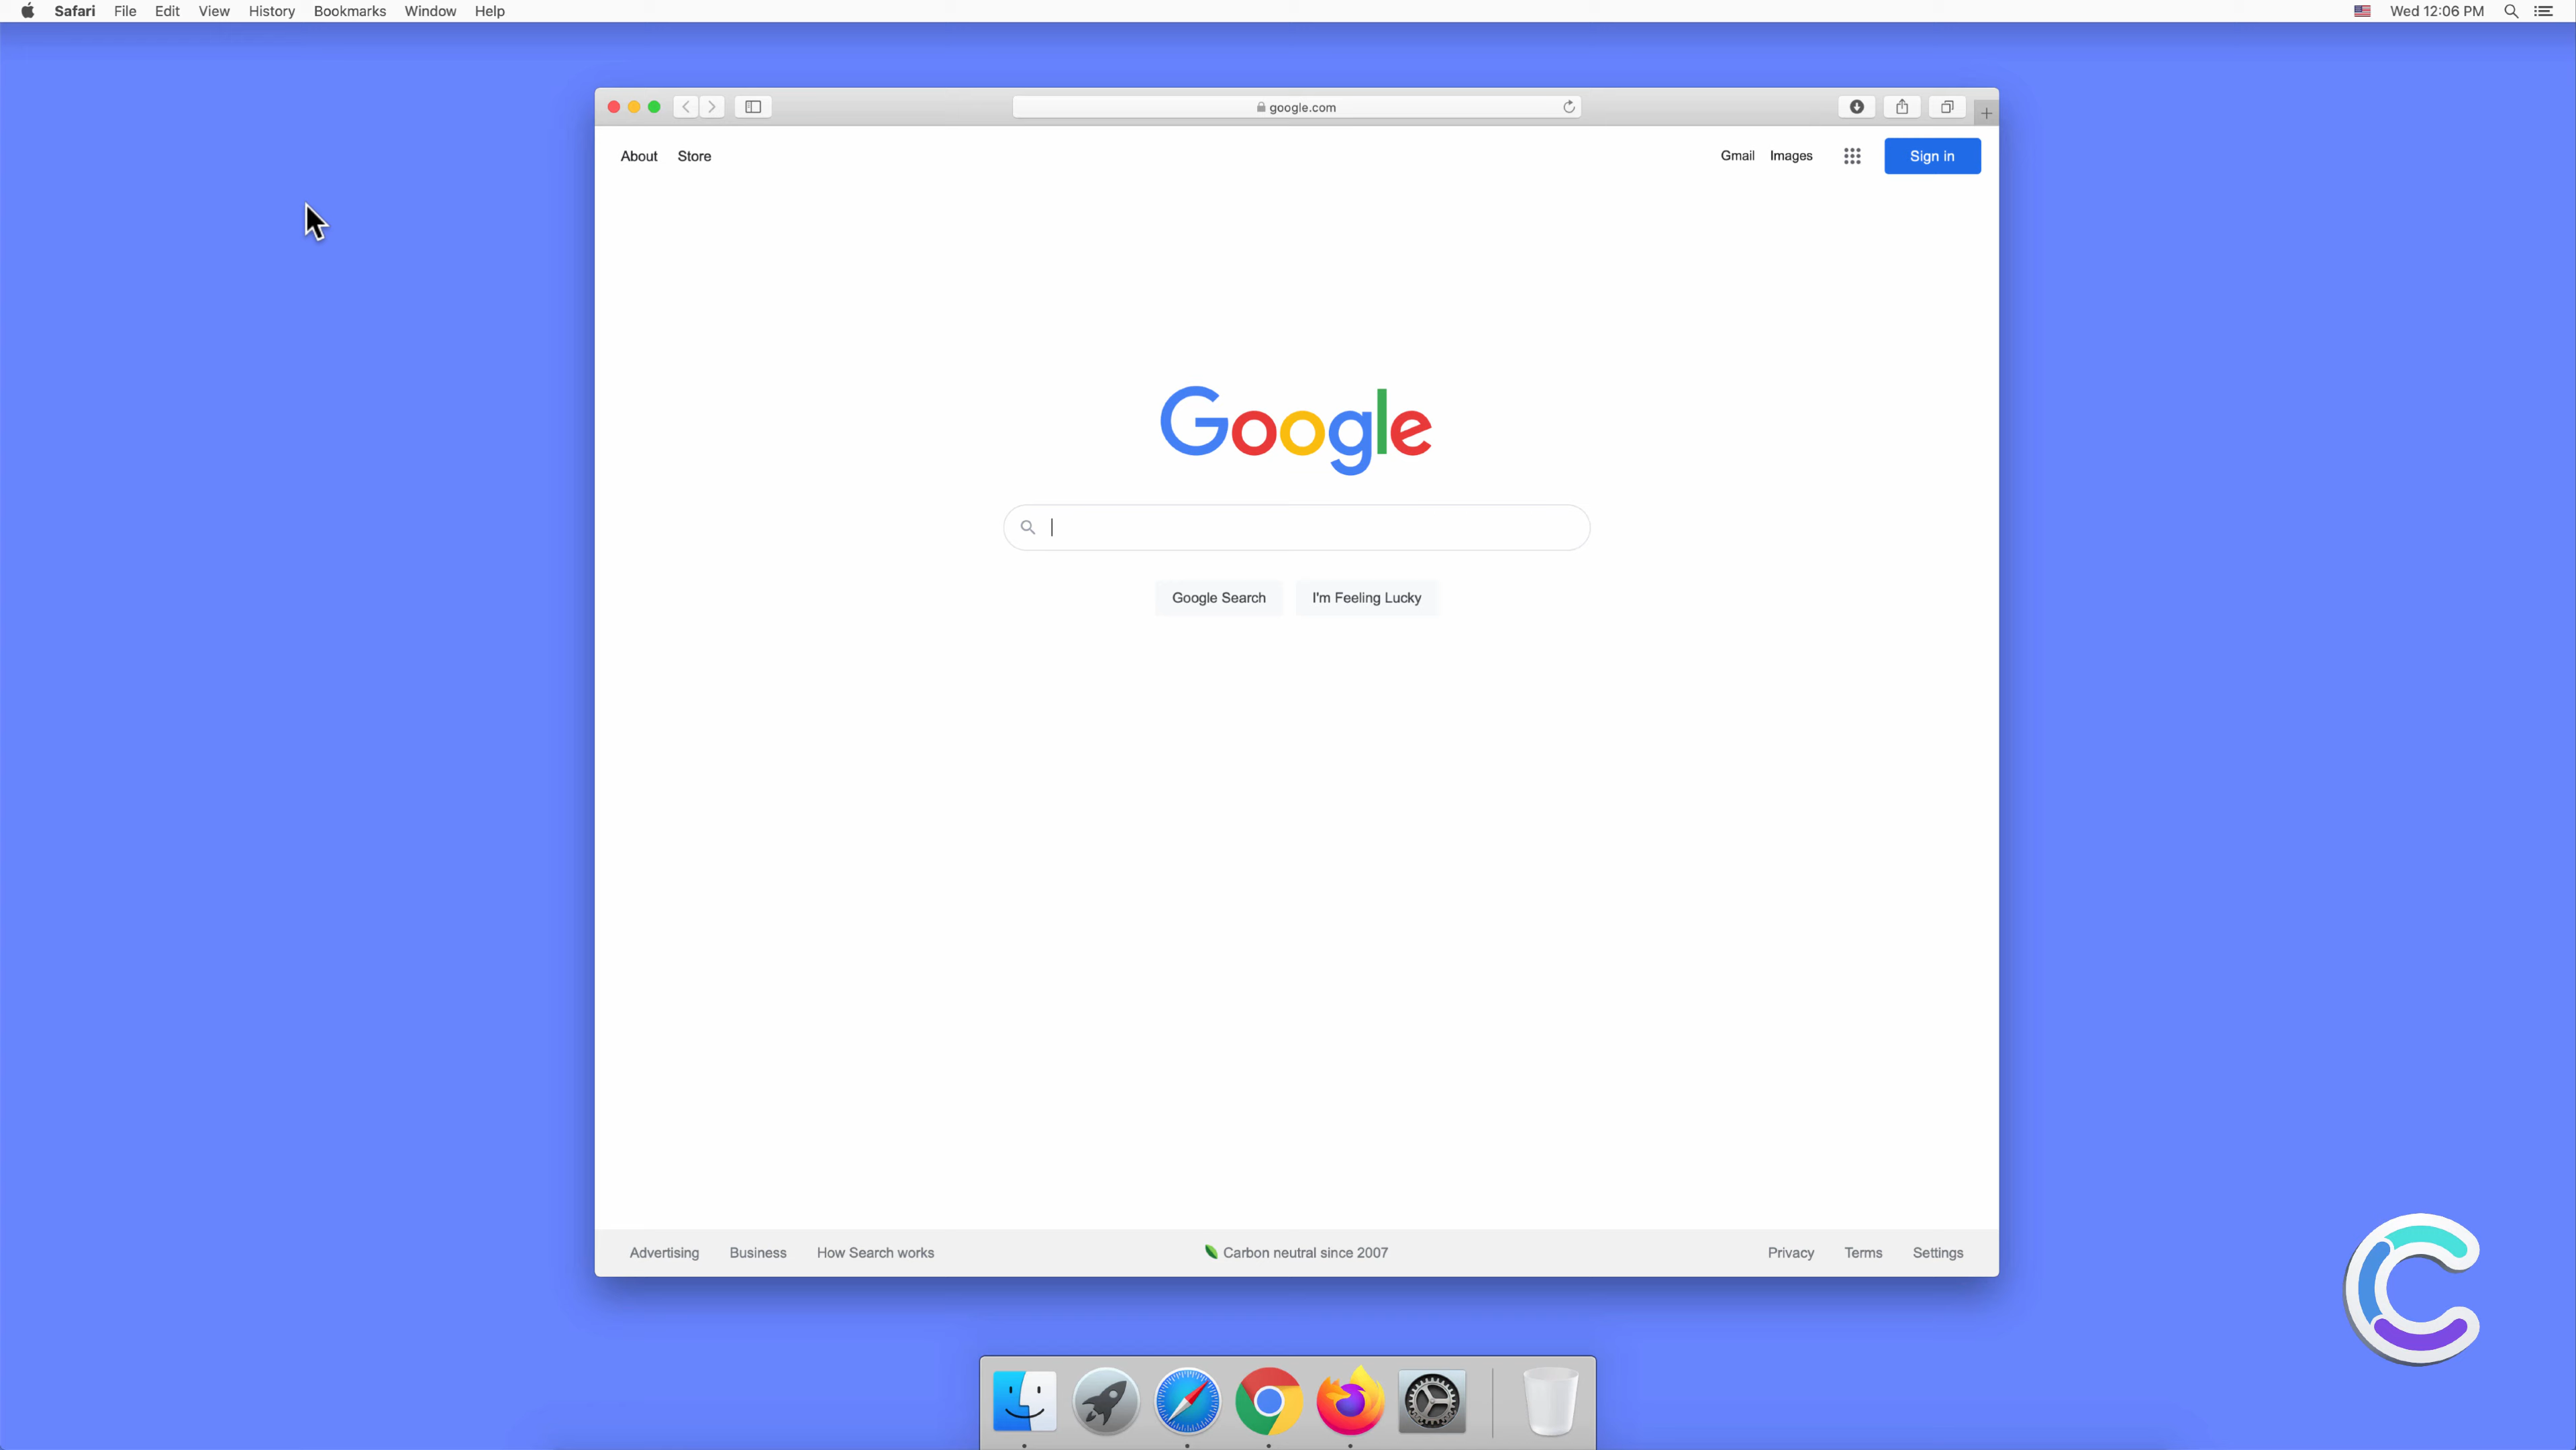 Safari File Edit View History Bookmarks Window Help Wed 12:06 PM
google.com
About Store Gmail Images Sign in
Google
Google Search I'm Feeling Lucky
Advertising Business How Search works Carbon neutral since 2007 Privacy Terms Settings
C